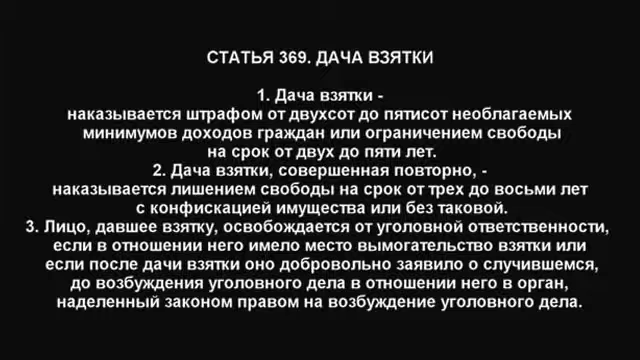 СТАТЬЯ 369. ДАЧА ВЗЯТКИ
1. Дача взятки -
наказывается штрафом от двухсот до пятисот необлагаемых
минимумов доходов граждан или ограничением свободы
на срок от двух до пяти лет.
2. Дача взятки, совершенная повторно, -
наказывается лишением свободы на срок от трех до восьми лет
с конфискацией имущества или без таковой.
3. Лицо, давшее взятку, освобождается от уголовной ответственности,
если в отношении него имело место вымогательство взятки или
если после дачи взятки оно добровольно заявило о случившемся,
до возбуждения уголовного дела в отношении него в орган,
наделенный законом правом на возбуждение уголовного дела.